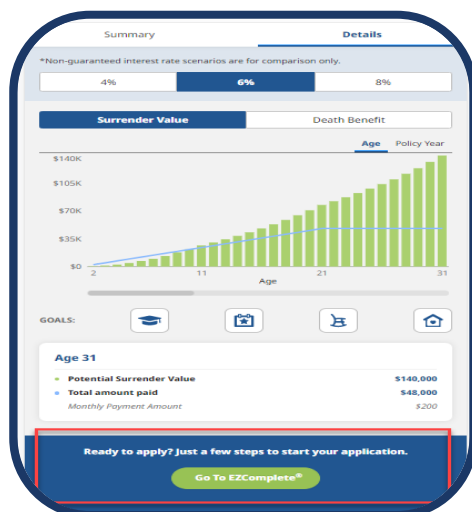 Summary Details
*Non-guaranteed interest rate scenarios are for comparison only.
4% 6% 8%
Surrender Value Death Benefit
Age Policy Year
$140K
$105K
$70K
$35K
$0
2 11 21 31
Age
GOALS:
Age 31
Potential Surrender Value $140,000
Total amount paid $48,000
Monthly Payment Amount $200
Ready to apply? Just a few steps to start your application.
Go To EZComplete®